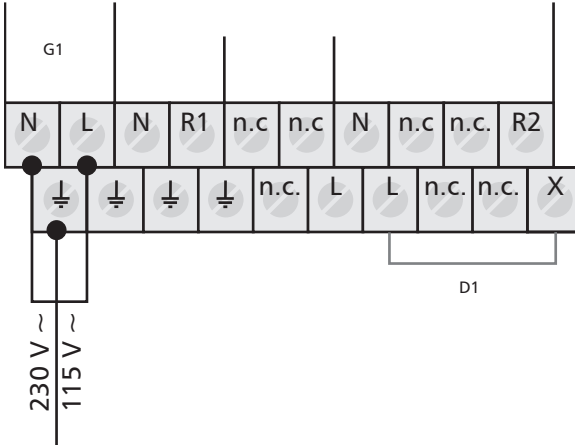 G1
N L N R1 n.c n.c N n.c n.c. R2
n.c. L L n.c. n.c. X
D1
230 V ~
115 V ~